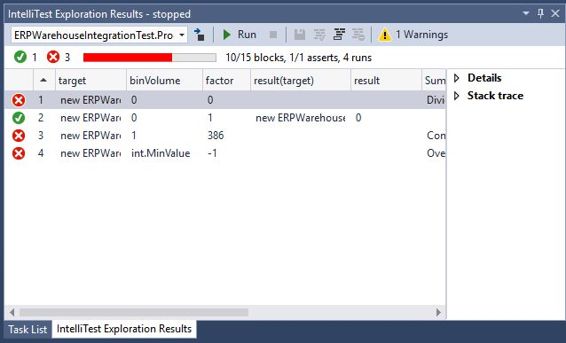 IntelliTest Exploration Results - stopped
ERPWarehouseIntegrationTest.Pro Run 1 Warnings
1 3 10/15 blocks, 1/1 asserts, 4 runs
target binVolume factor result(target) result Sum
1 new ERPWare 0 0 Divid
2 new ERPWare 0 1 new ERPWarehouse 0
3 new ERPWare 1 386 Con
4 new ERPWare int.MinValue -1 Ove
Details
Stack trace
Task List IntelliTest Exploration Results